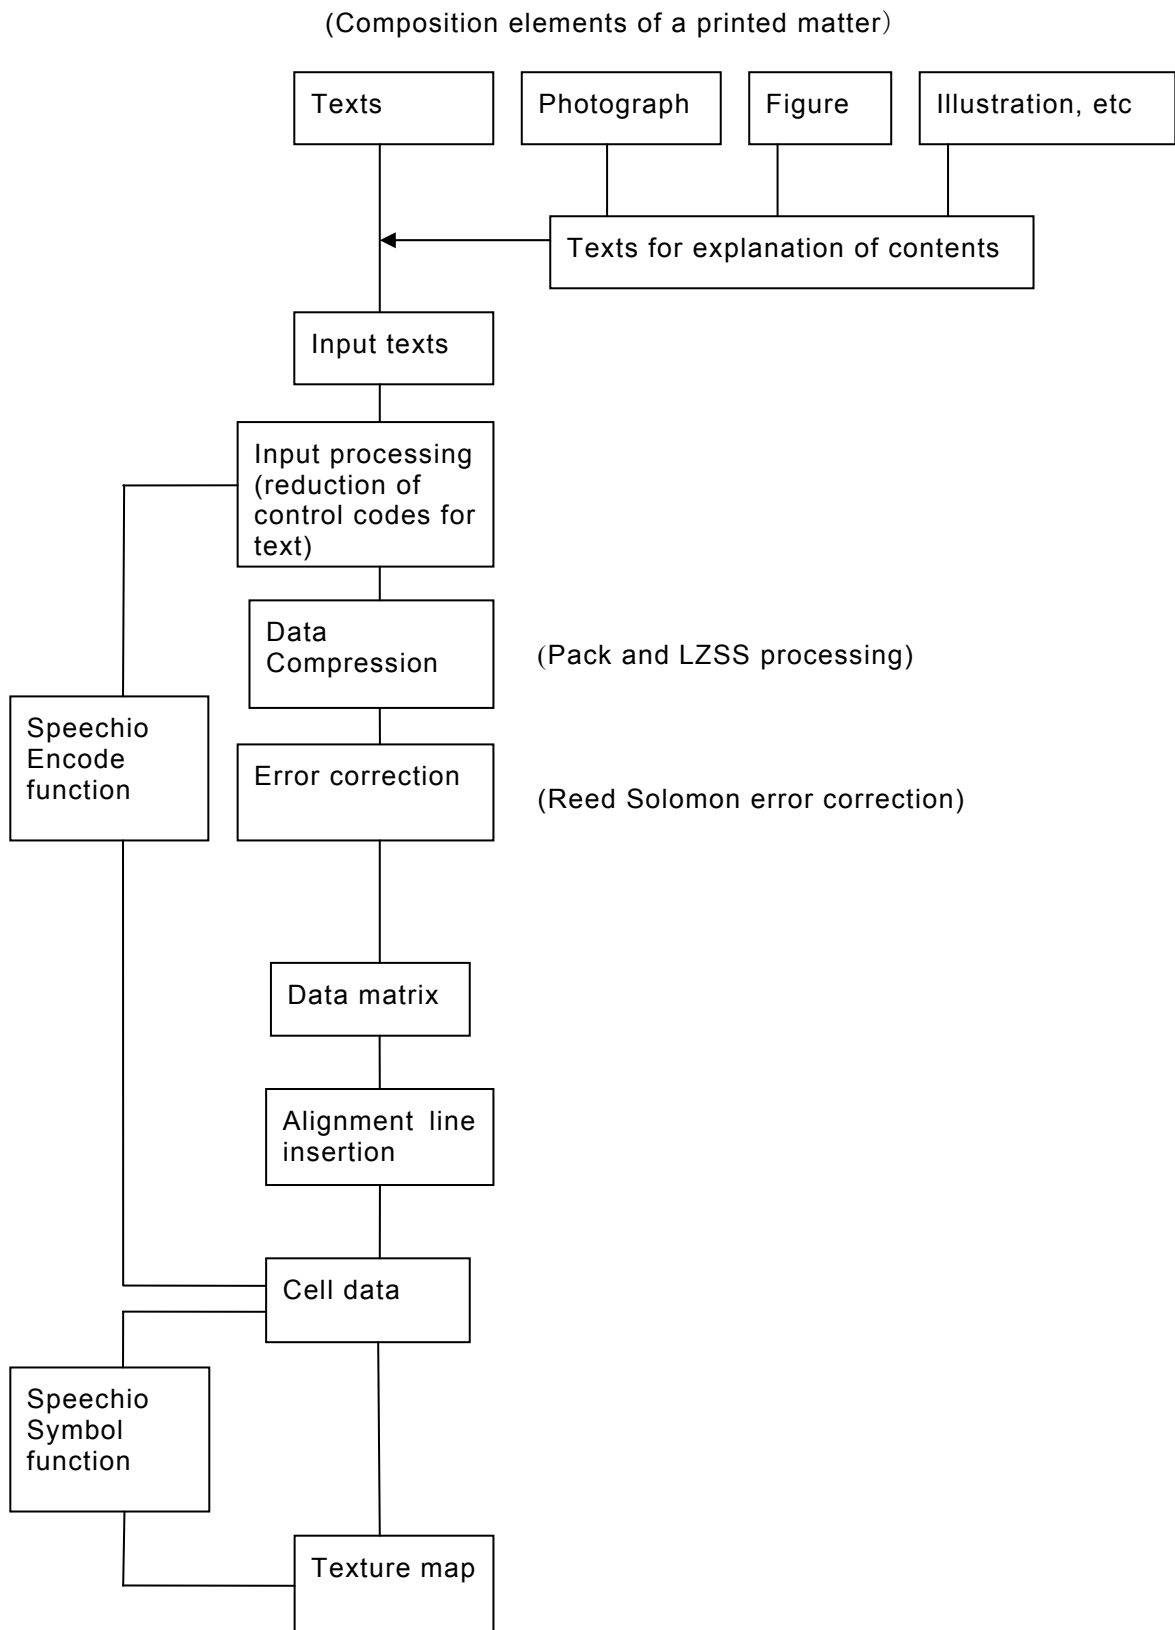 (Composition elements of a printed matter）
Texts
Photograph
Figure
Illustration, etc
Texts for explanation of contents
Input texts
Input processing
(reduction of
control codes for
text)
Data
Compression
(Pack and LZSS processing)
Speechio
Encode
function
Error correction
(Reed Solomon error correction)
Data matrix
Alignment line
insertion
Cell data
Speechio
Symbol
function
Texture map